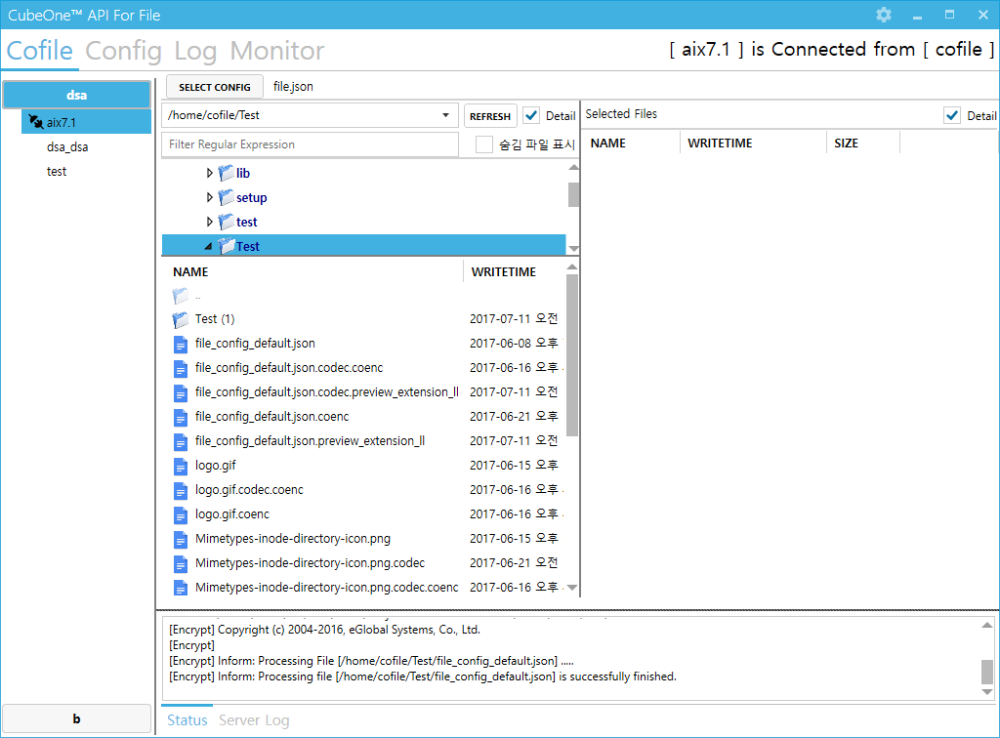 CubeOne™ API For File
Cofile Config Log Monitor
[ aix7.1 ] is Connected from [ cofile ]
dsa
aix7.1
dsa_dsa
test
b
SELECT CONFIG file.json
/home/cofile/Test REFRESH Detail
Filter Regular Expression 숨김 파일 표시
lib
setup
test
Test
NAME WRITETIME
..
Test (1) 2017-07-11 오전
file_config_default.json 2017-06-08 오후
file_config_default.json.codec.coenc 2017-06-16 오후
file_config_default.json.codec.preview_extension_ll 2017-07-11 오전
file_config_default.json.coenc 2017-06-21 오후
file_config_default.json.preview_extension_ll 2017-07-11 오전
logo.gif 2017-06-15 오후
logo.gif.codec.coenc 2017-06-16 오후
logo.gif.coenc 2017-06-16 오후
Mimetypes-inode-directory-icon.png 2017-06-15 오후
Mimetypes-inode-directory-icon.png.codec 2017-06-21 오전
Mimetypes-inode-directory-icon.png.codec.coenc 2017-06-16 오후
Selected Files Detail
NAME WRITETIME SIZE
[Encrypt] Copyright (c) 2004-2016, eGlobal Systems, Co., Ltd.
[Encrypt]
[Encrypt] Inform: Processing File [/home/cofile/Test/file_config_default.json] .....
[Encrypt] Inform: Processing file [/home/cofile/Test/file_config_default.json] is successfully finished.
Status Server Log